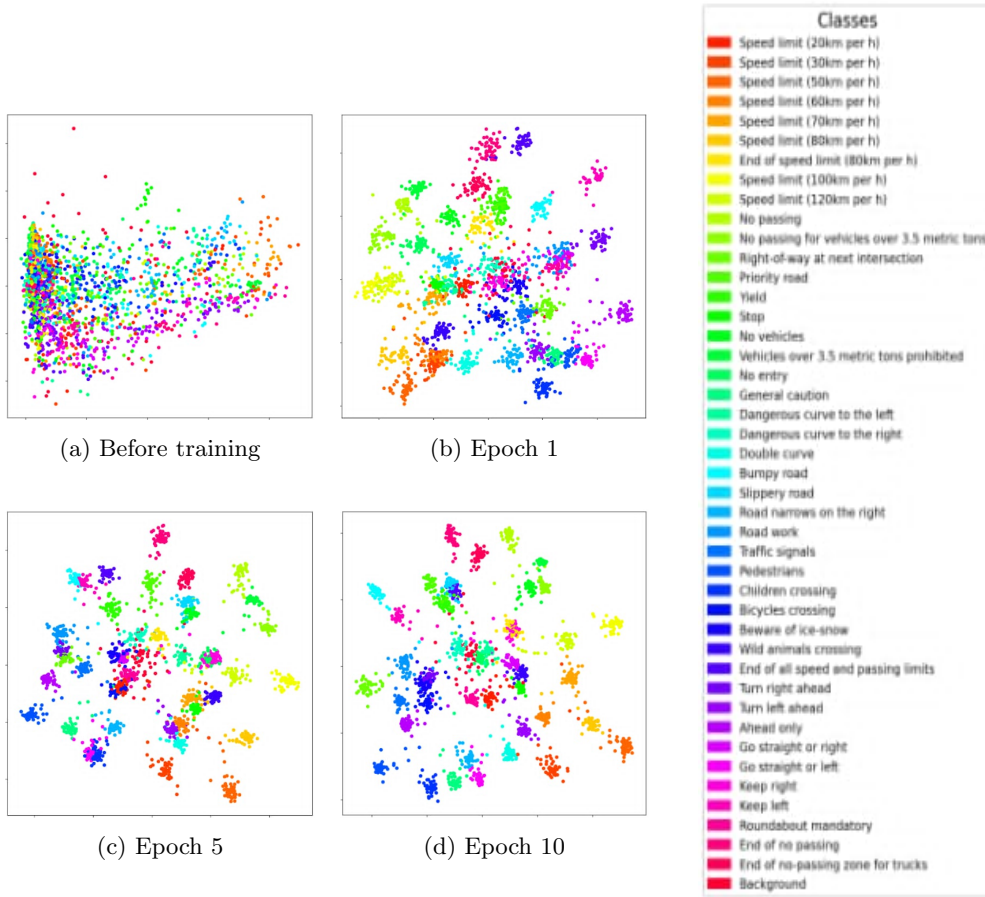 Classes
Speed limit (20km per h)
Speed limit (30km per h)
Speed limit (50km per h)
Speed limit (60km per h)
Speed limit (70km per h)
Speed limit (80km per h)
End of speed limit (80km per h)
Speed limit (100km per h)
Speed limit (120km per h)
No passing
No passing for vehicles over 3.5 metric tons
Right-of-way at next intersection
Priority road
Yield
Stop
No vehicles
Vehicles over 3.5 metric tons prohibited
No entry
General caution
Dangerous curve to the left
Dangerous curve to the right
Double curve
Bumpy road
Slippery road
Road narrows on the right
Road work
Traffic signals
Pedestrians
Children crossing
Bicycles crossing
Beware of ice-snow
Wild animals crossing
End of all speed and passing limits
Turn right ahead
Turn left ahead
Ahead only
Go straight or right
Go straight or left
Keep right
Keep left
Roundabout mandatory
End of no passing
End of no-passing zone for trucks
Background
(a) Before training
(b) Epoch 1
(c) Epoch 5
(d) Epoch 10